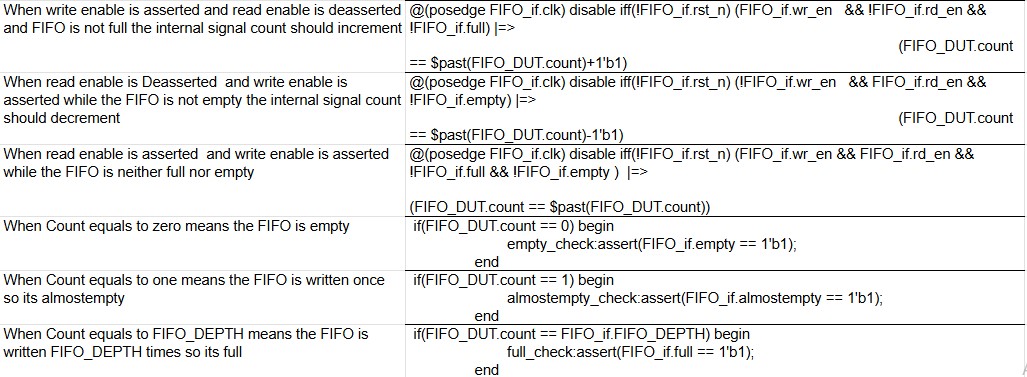 When write enable is asserted and read enable is deasserted
and FIFO is not full the internal signal count should increment
@(posedge FIFO_if.clk) disable iff(!FIFO_if.rst_n) (FIFO_if.wr_en && !FIFO_if.rd_en &&
!FIFO_if.full) |=>
(FIFO_DUT.count
== $past(FIFO_DUT.count)+1'b1)
When read enable is Deasserted and write enable is
asserted while the FIFO is not empty the internal signal count
should decrement
@(posedge FIFO_if.clk) disable iff(!FIFO_if.rst_n) (!FIFO_if.wr_en && FIFO_if.rd_en &&
!FIFO_if.empty) |=>
(FIFO_DUT.count
== $past(FIFO_DUT.count)-1'b1)
When read enable is asserted and write enable is asserted
while the FIFO is neither full nor empty
@(posedge FIFO_if.clk) disable iff(!FIFO_if.rst_n) (FIFO_if.wr_en && FIFO_if.rd_en &&
!FIFO_if.full && !FIFO_if.empty ) |=>
(FIFO_DUT.count == $past(FIFO_DUT.count))
When Count equals to zero means the FIFO is empty
if(FIFO_DUT.count == 0) begin
empty_check:assert(FIFO_if.empty == 1'b1);
end
When Count equals to one means the FIFO is written once
so its almostempty
if(FIFO_DUT.count == 1) begin
almostempty_check:assert(FIFO_if.almostempty == 1'b1);
end
When Count equals to FIFO_DEPTH means the FIFO is
written FIFO_DEPTH times so its full
if(FIFO_DUT.count == FIFO_if.FIFO_DEPTH) begin
full_check:assert(FIFO_if.full == 1'b1);
end